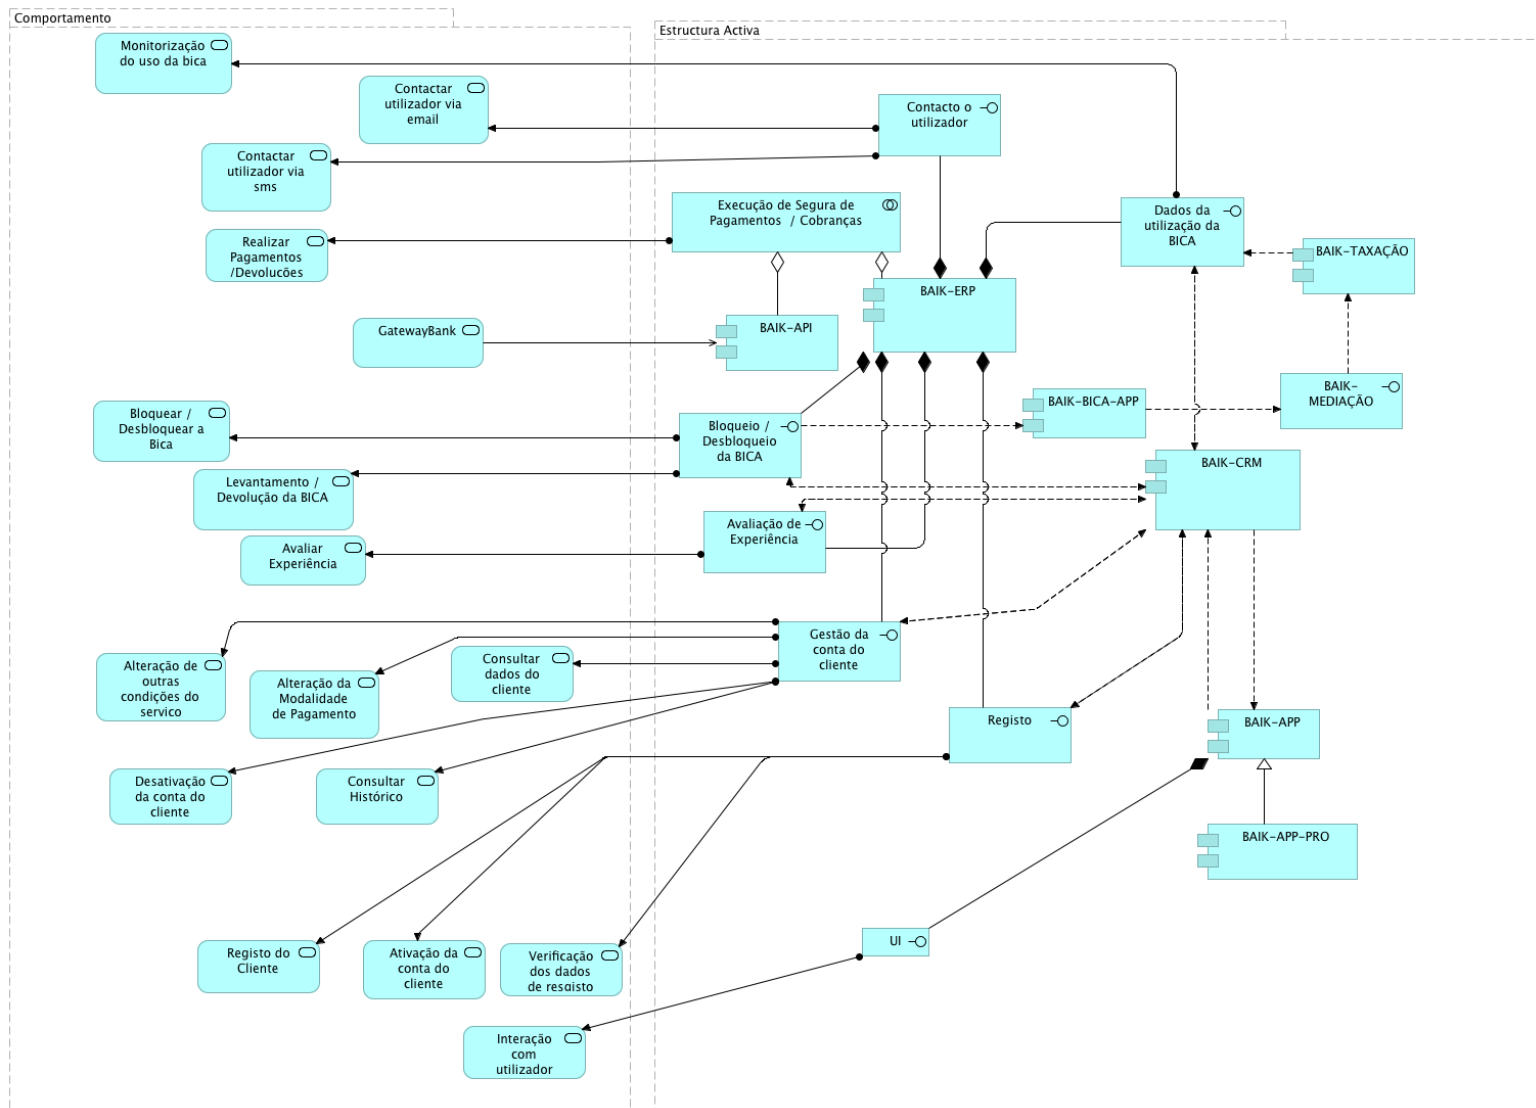 Comportamento
Estructura Activa
Monitorização
do uso da bica
Contactar
utilizador via
email
Contacto o
utilizador
Contactar
utilizador via
sms
Execução de Segura de
Pagamentos / Cobranças
Dados da
utilização da
BICA
Realizar
Pagamentos
/Devoluções
BAIK-TAXAÇÃO
BAIK-ERP
GatewayBank
BAIK-API
BAIK-
MEDIAÇÃO
BAIK-BICA-APP
Bloquear /
Desbloquear a
Bica
Bloqueio /
Desbloqueio
da BICA
BAIK-CRM
Levantamento /
Devolução da BICA
Avaliação de
Experiência
Avaliar
Experiência
Gestão da
conta do
cliente
Consultar
dados do
cliente
Alteração de
outras
condições do
serviço
Alteração da
Modalidade
de Pagamento
Registo
BAIK-APP
Desativação
da conta do
cliente
Consultar
Histórico
BAIK-APP-PRO
UI
Registo do
Cliente
Ativação da
conta do
cliente
Verificação
dos dados
de resgisto
Interação
com
utilizador